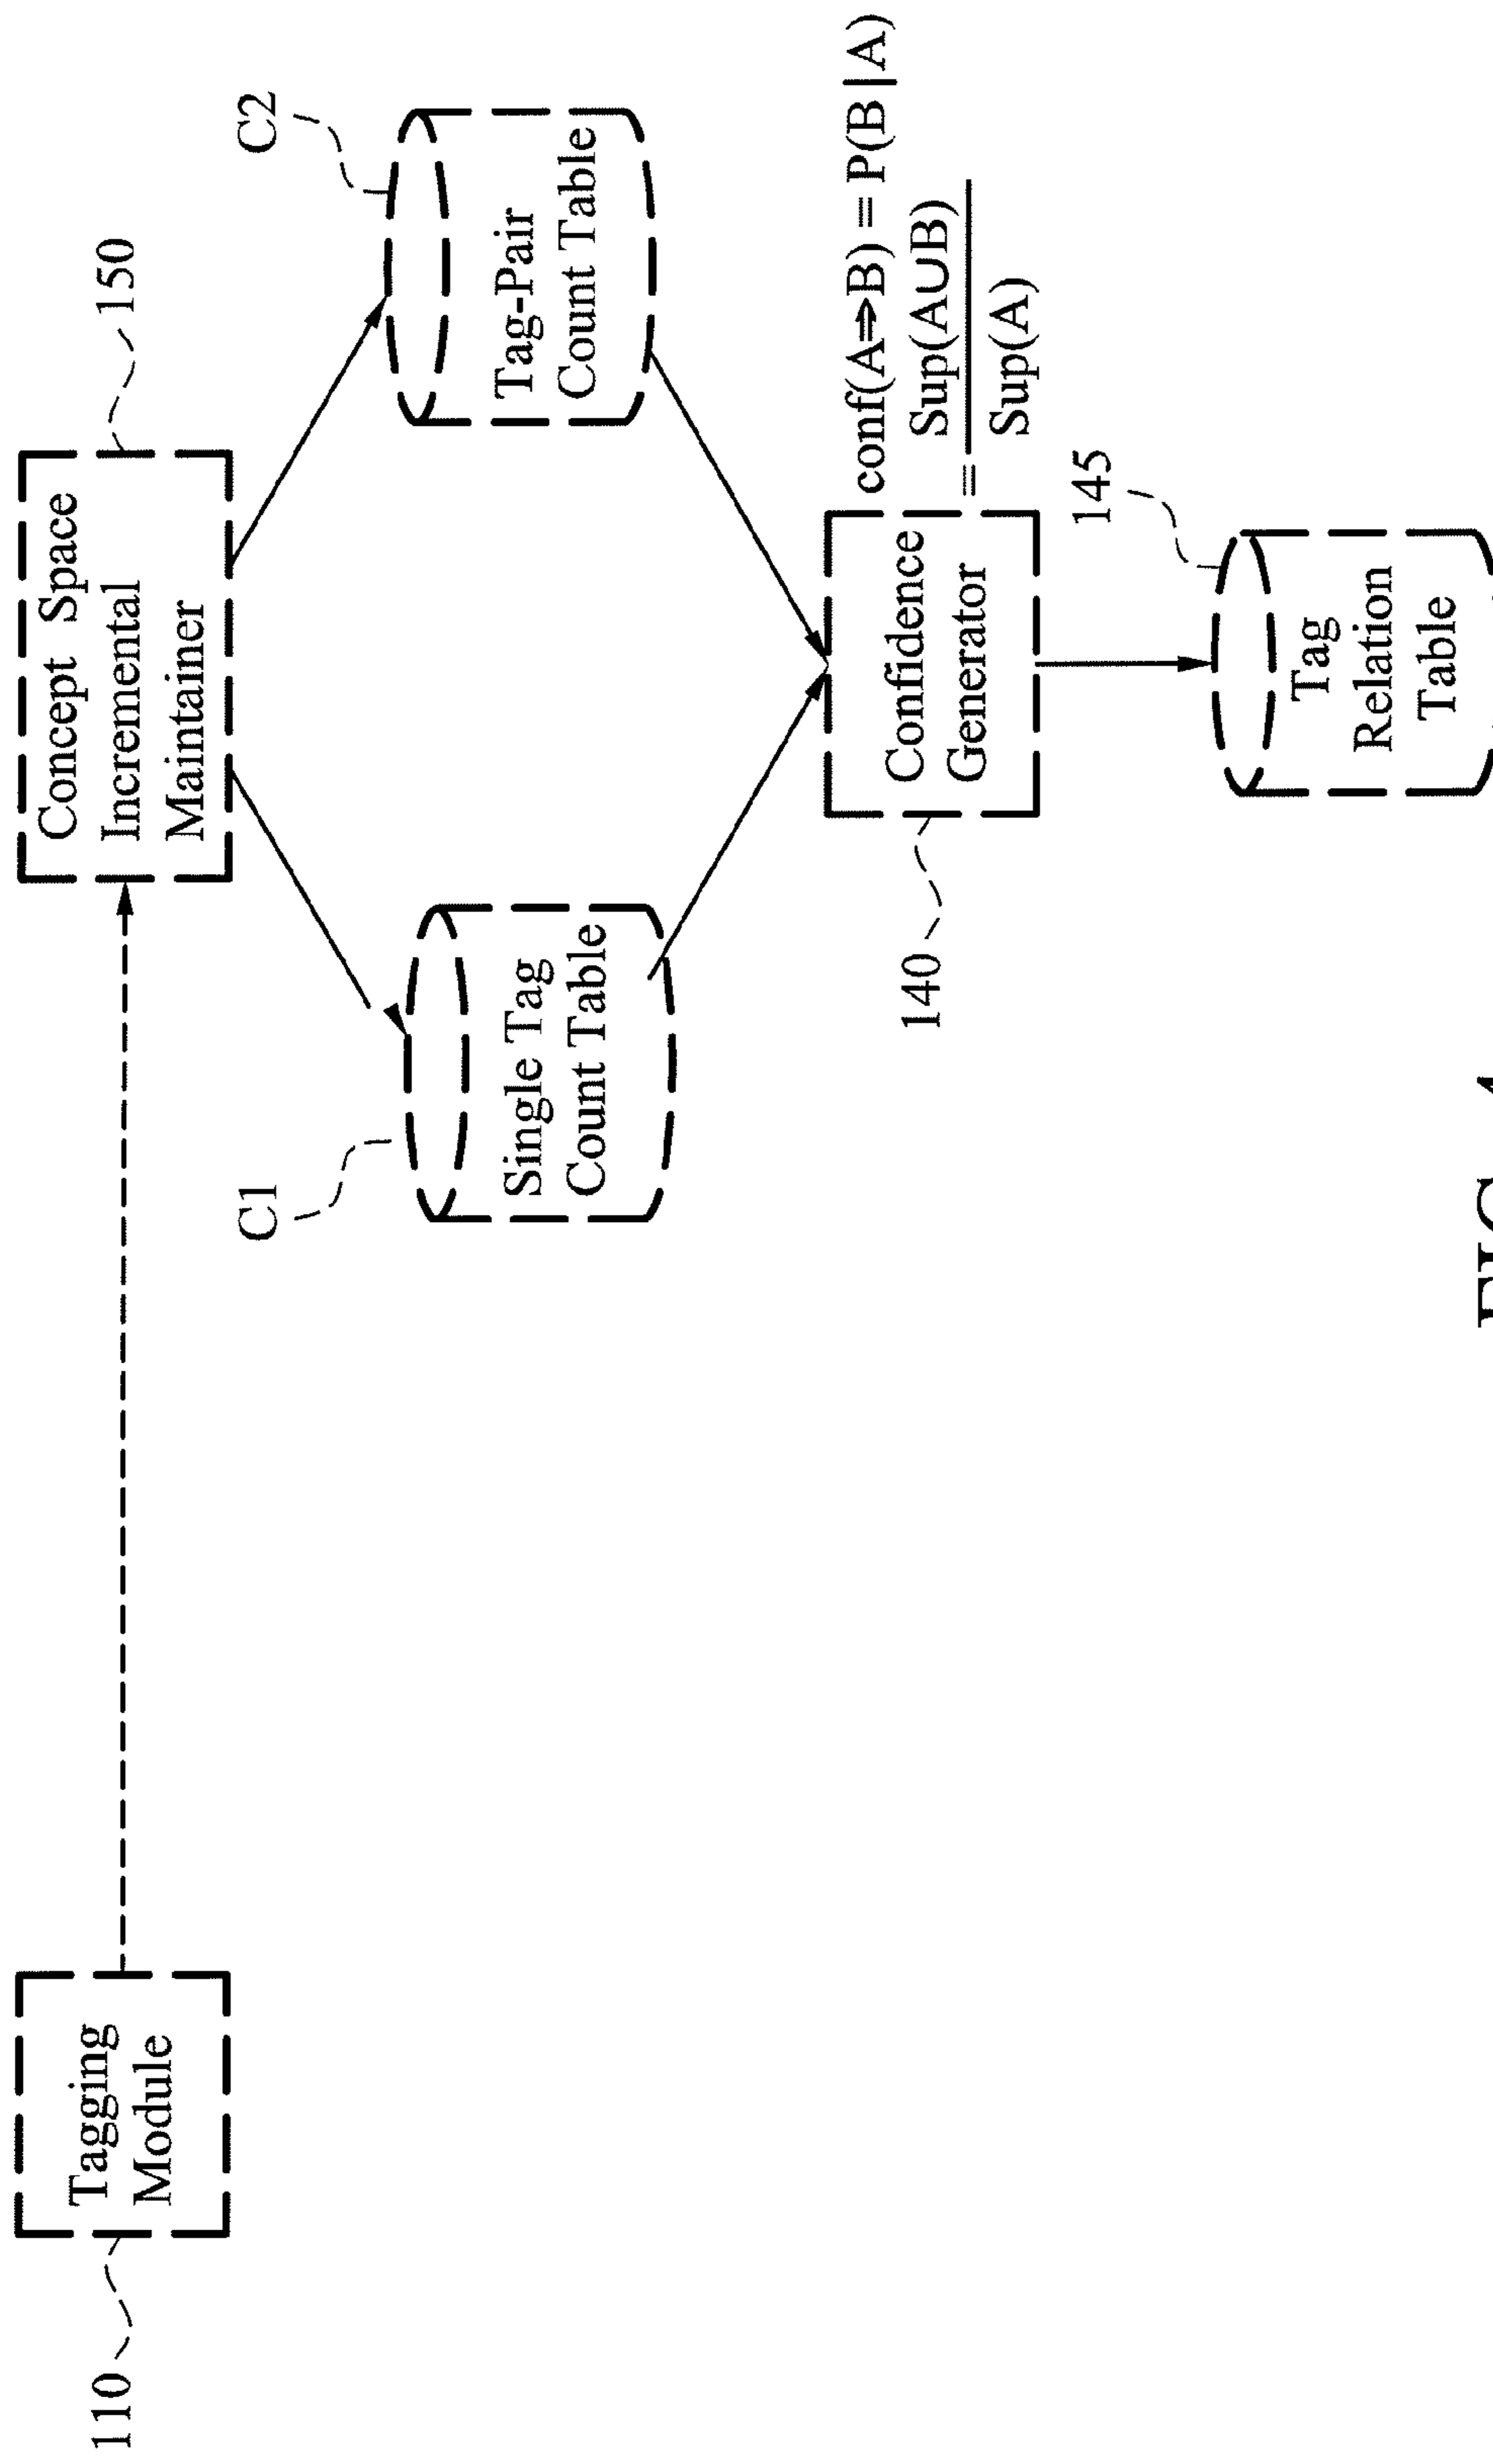 110
Tagging
Module
Concept Space
Incremental
Maintainer
150
C1
Single Tag
Count Table
C2
Tag-Pair
Count Table
140
Confidence
Generator
conf(A⇒B) = P(B|A)
= Sup(A∪B)
Sup(A)
145
Tag
Relation
Table
FIG.